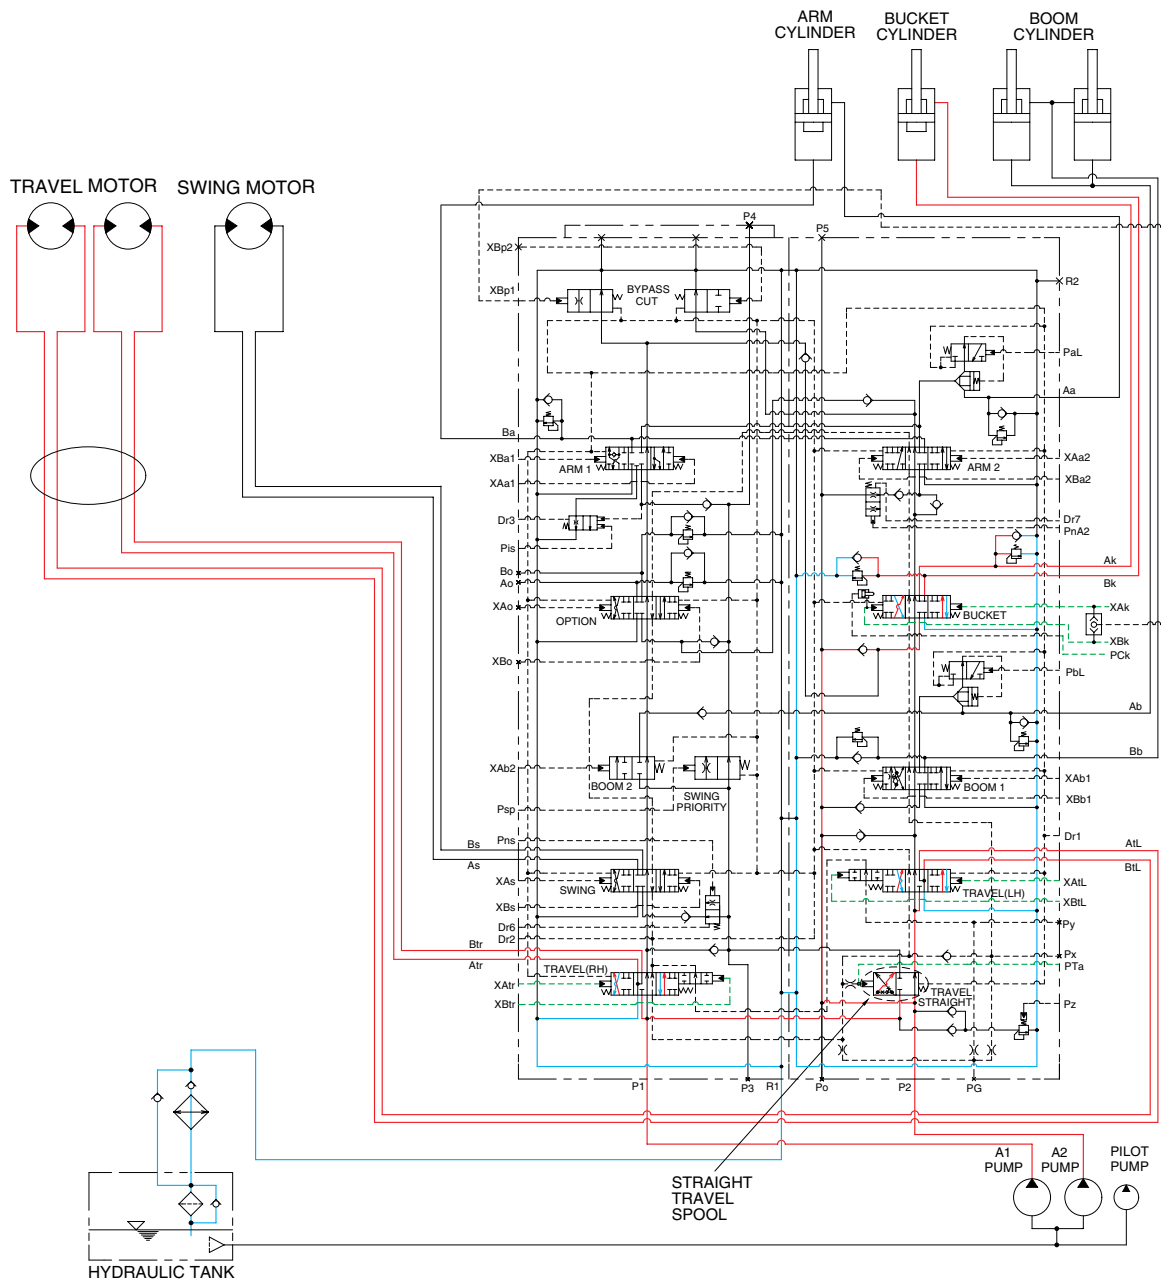 ARM
CYLINDER
BUCKET
CYLINDER
BOOM
CYLINDER
TRAVEL MOTOR
SWING MOTOR
P4
P5
XBp2
XBp1
BYPASS
CUT
R2
PaL
Aa
Ba
XBa1
ARM 1
XAa1
ARM 2
XAa2
XBa2
Dr3
Pis
Dr7
PnA2
Bo
Ao
Ak
Bk
Bk
XAo
OPTION
BUCKET
XAk
XBk
PCk
XBo
PbL
Ab
Bb
XAb2
BOOM 2
SWING
PRIORITY
BOOM 1
XAb1
XBb1
Psp
Pns
Dr1
Bs
As
AtL
BtL
XAs
SWING
XBs
TRAVEL(LH)
XAtL
XBtL
Dr6
Dr2
Py
Btr
Atr
TRAVEL(RH)
Px
PTa
XAtr
XBtr
TRAVEL
STRAIGHT
Pz
P1
P3
R1
Po
P2
PG
STRAIGHT
TRAVEL
SPOOL
A1
PUMP
A2
PUMP
PILOT
PUMP
HYDRAULIC TANK